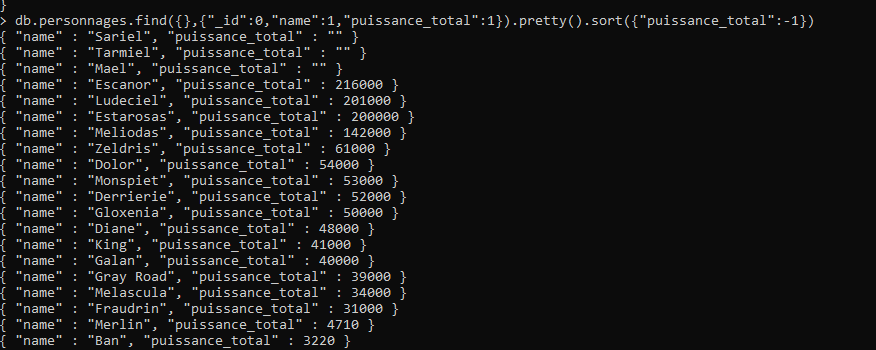 }
> db.personnages.find({},{"_id":0,"name":1,"puissance_total":1}).pretty().sort({"puissance_total":-1})
{ "name" : "Sariel", "puissance_total" : "" }
{ "name" : "Tarmiel", "puissance_total" : "" }
{ "name" : "Mael", "puissance_total" : "" }
{ "name" : "Escanor", "puissance_total" : 216000 }
{ "name" : "Ludeciel", "puissance_total" : 201000 }
{ "name" : "Estarosas", "puissance_total" : 200000 }
{ "name" : "Meliodas", "puissance_total" : 142000 }
{ "name" : "Zeldris", "puissance_total" : 61000 }
{ "name" : "Dolor", "puissance_total" : 54000 }
{ "name" : "Monspiet", "puissance_total" : 53000 }
{ "name" : "Derrierie", "puissance_total" : 52000 }
{ "name" : "Gloxenia", "puissance_total" : 50000 }
{ "name" : "Diane", "puissance_total" : 48000 }
{ "name" : "King", "puissance_total" : 41000 }
{ "name" : "Galan", "puissance_total" : 40000 }
{ "name" : "Gray Road", "puissance_total" : 39000 }
{ "name" : "Melascula", "puissance_total" : 34000 }
{ "name" : "Fraudrin", "puissance_total" : 31000 }
{ "name" : "Merlin", "puissance_total" : 4710 }
{ "name" : "Ban", "puissance_total" : 3220 }